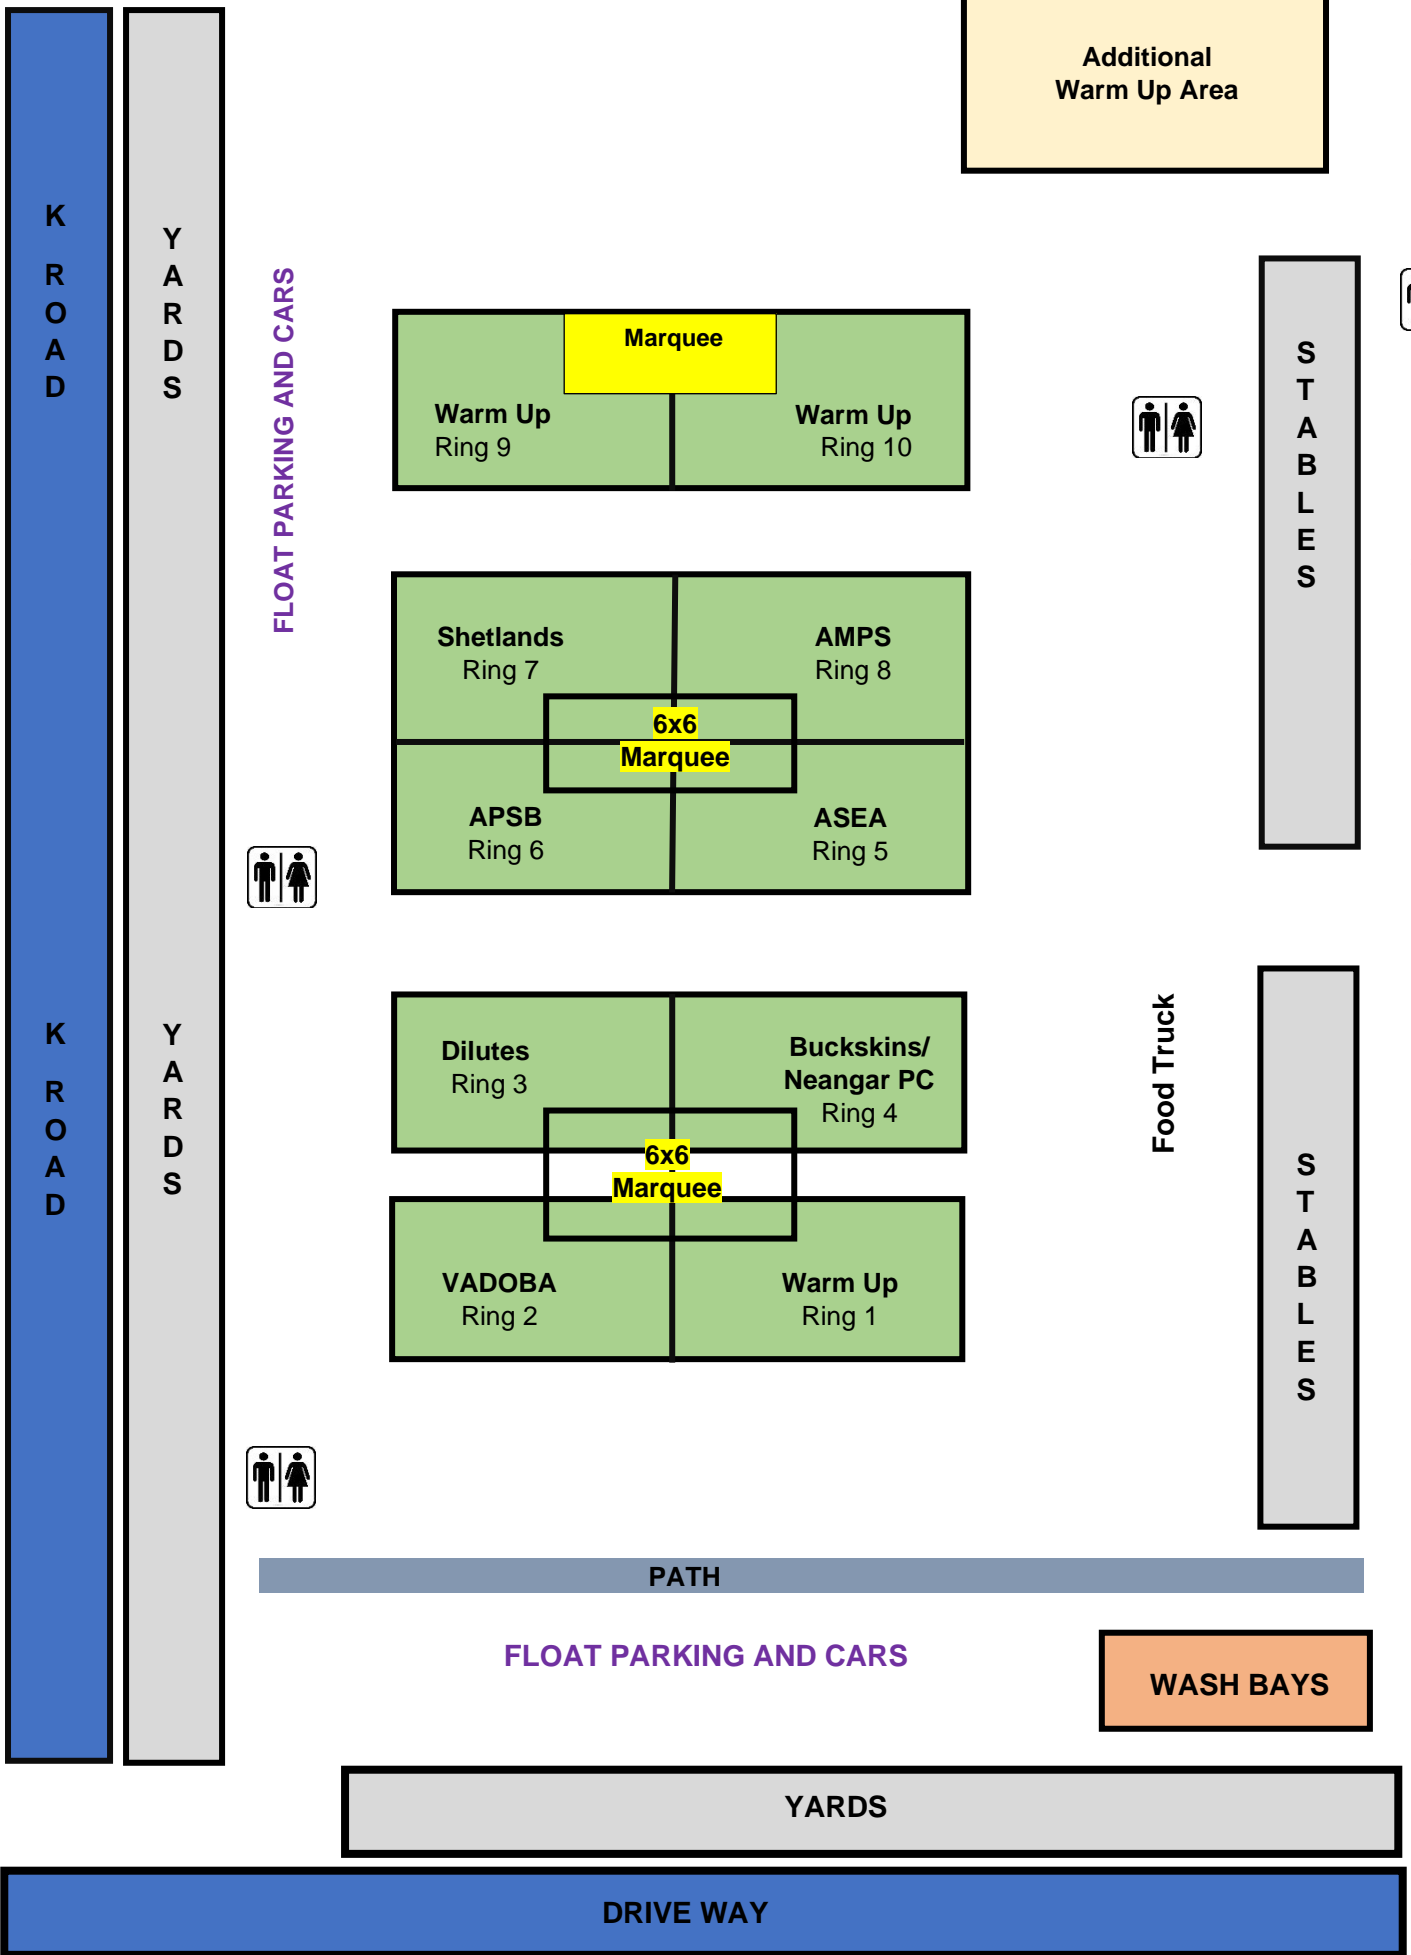 Additional
Warm Up Area
K
R
O
A
D
Y
A
R
D
S
FLOAT PARKING AND CARS
Marquee
Warm Up
Ring 9
Warm Up
Ring 10
S
T
A
B
L
E
S
Shetlands
Ring 7
AMPS
Ring 8
6x6
Marquee
APSB
Ring 6
ASEA
Ring 5
K
R
O
A
D
Y
A
R
D
S
Dilutes
Ring 3
Buckskins/
Neangar PC
Ring 4
Food Truck
6x6
Marquee
S
T
A
B
L
E
S
VADOBA
Ring 2
Warm Up
Ring 1
PATH
FLOAT PARKING AND CARS
WASH BAYS
YARDS
DRIVE WAY